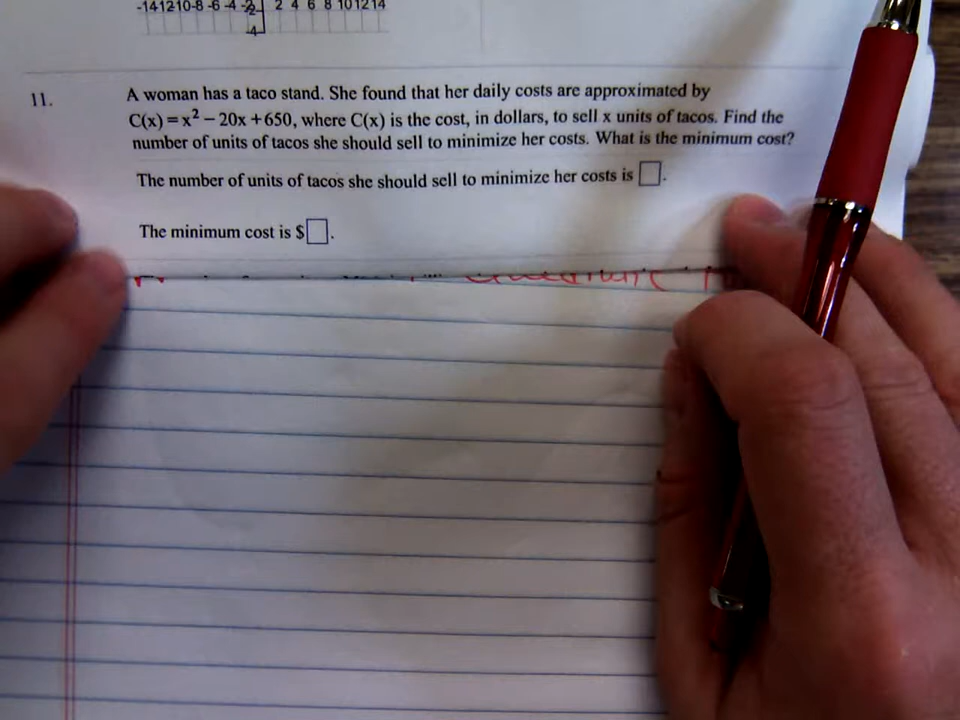 -14-12-10-8 -6 -4 -2 2 4 6 8 10 12 14
-2
-4
11.
A woman has a taco stand. She found that her daily costs are approximated by
C(x)=x² − 20x +650, where C(x) is the cost, in dollars, to sell x units of tacos. Find the
number of units of tacos she should sell to minimize her costs. What is the minimum cost?
The number of units of tacos she should sell to minimize her costs is □.
The minimum cost is $□.